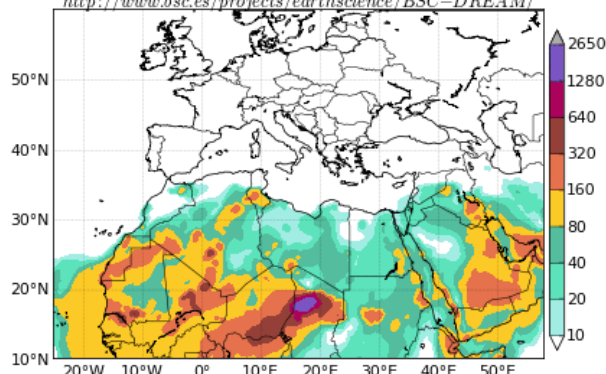 http://www.bsc.es/projects/earthscience/BSC−DREAM/
50°N
40°N
30°N
20°N
10°N
20°W 10°W 0° 10°E 20°E 30°E 40°E 50°E
2650
1280
640
320
160
80
40
20
10